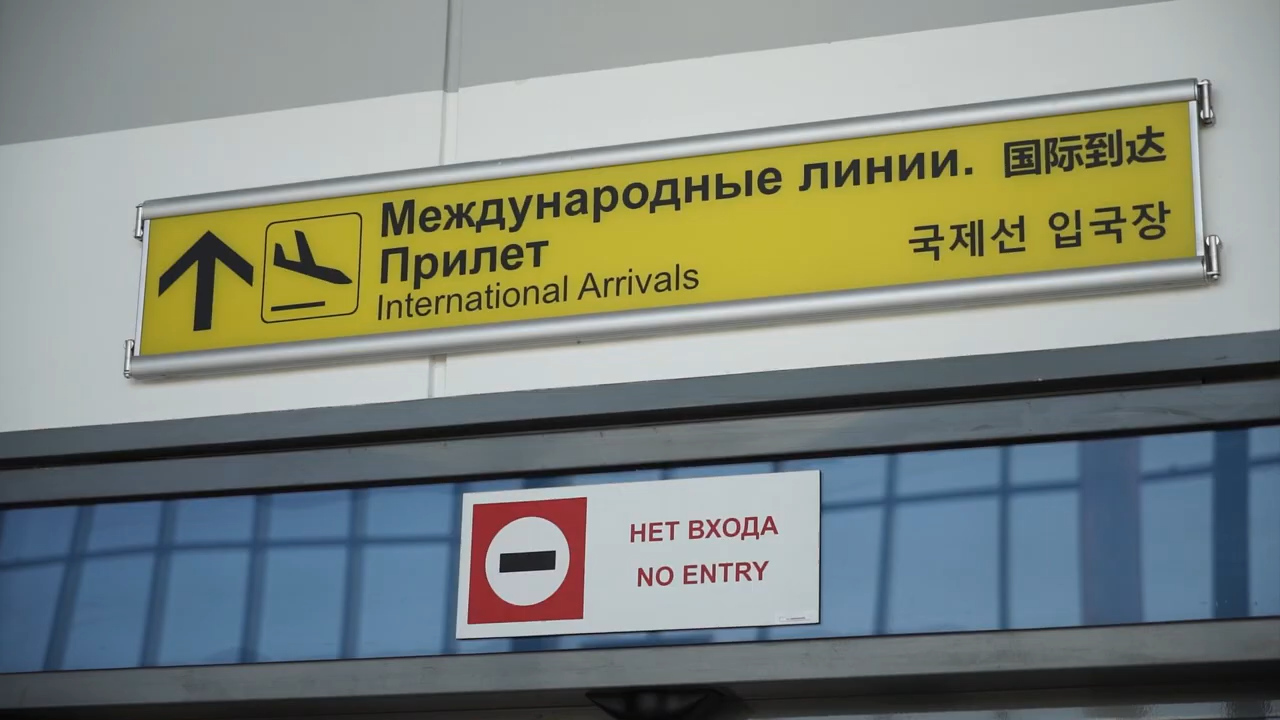 Международные линии.
Прилет
International Arrivals
国际到达
국제선 입국장
НЕТ ВХОДА
NO ENTRY